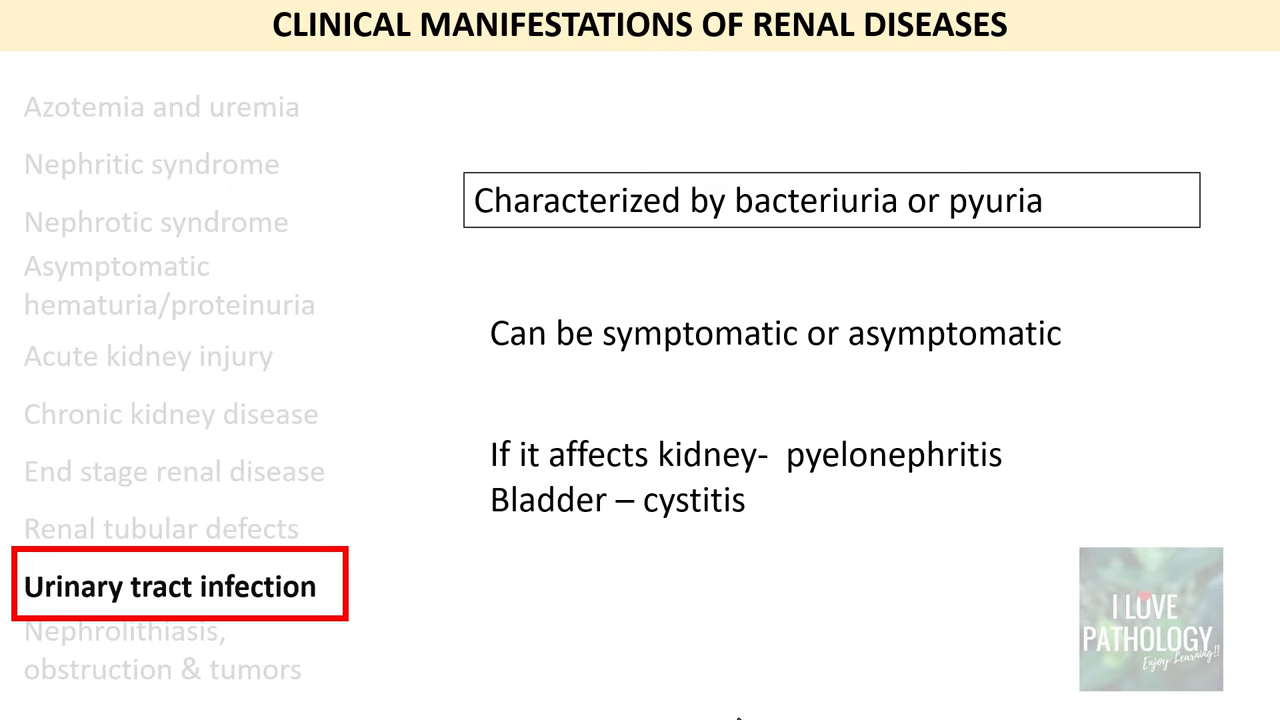 CLINICAL MANIFESTATIONS OF RENAL DISEASES
Azotemia and uremia
Nephritic syndrome
Nephrotic syndrome
Asymptomatic
hematuria/proteinuria
Acute kidney injury
Chronic kidney disease
End stage renal disease
Renal tubular defects
Urinary tract infection
Nephrolithiasis,
obstruction & tumors
Characterized by bacteriuria or pyuria
Can be symptomatic or asymptomatic
If it affects kidney- pyelonephritis
Bladder – cystitis
I LOVE
PATHOLOGY
Enjoy Learning!!